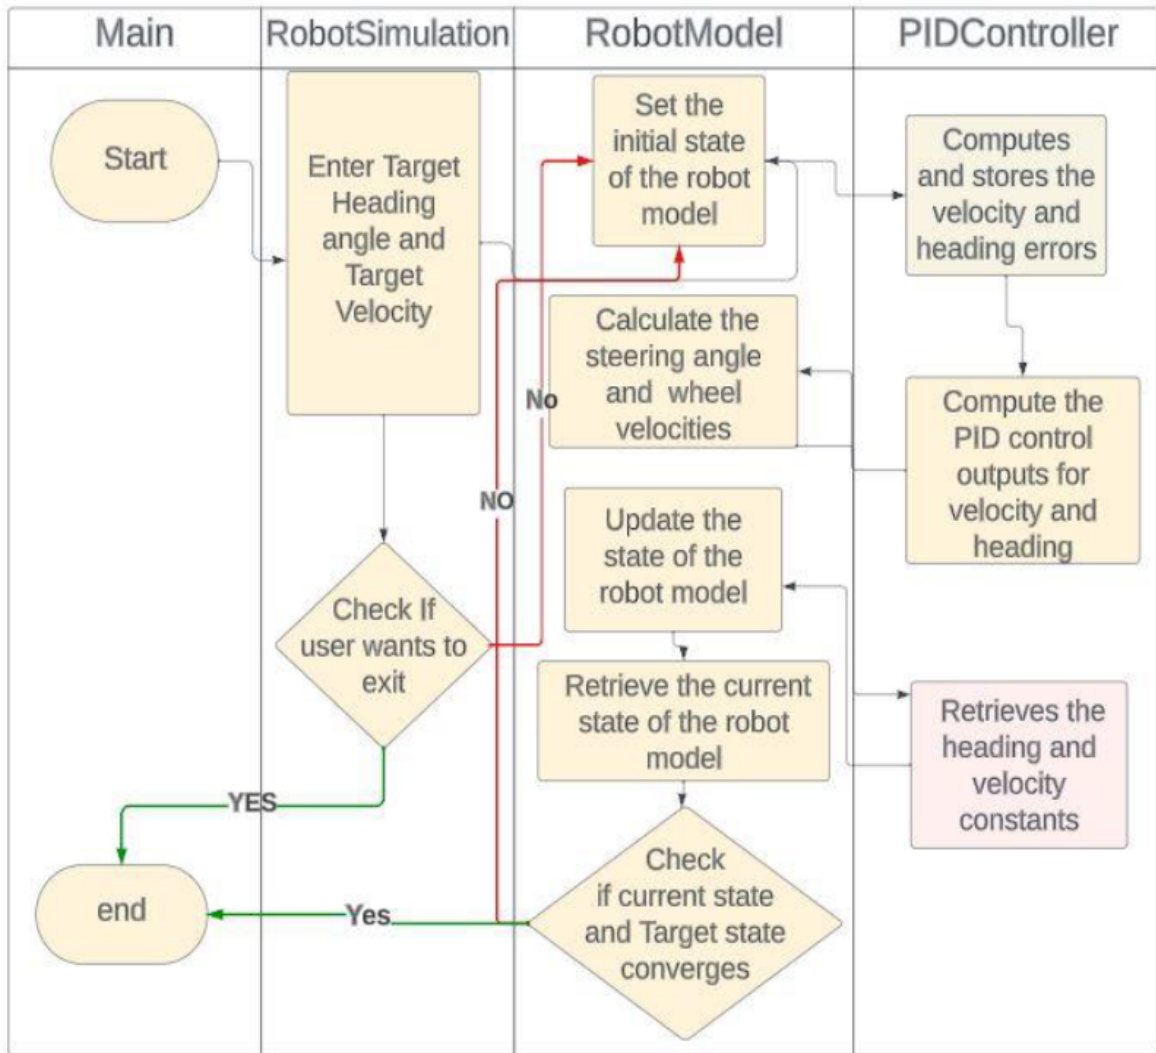 Main
RobotSimulation
RobotModel
PIDController
Start
Enter Target
Heading
angle and
Target
Velocity
Set the
initial state
of the robot
model
Computes
and stores the
velocity and
heading errors
Calculate the
steering angle
and wheel
velocities
No
Compute the
PID control
outputs for
velocity and
heading
NO
Update the
state of the
robot model
Check If
user wants to
exit
Retrieve the current
state of the robot
model
Retrieves the
heading and
velocity
constants
YES
Check
if current state
and Target state
converges
end
Yes